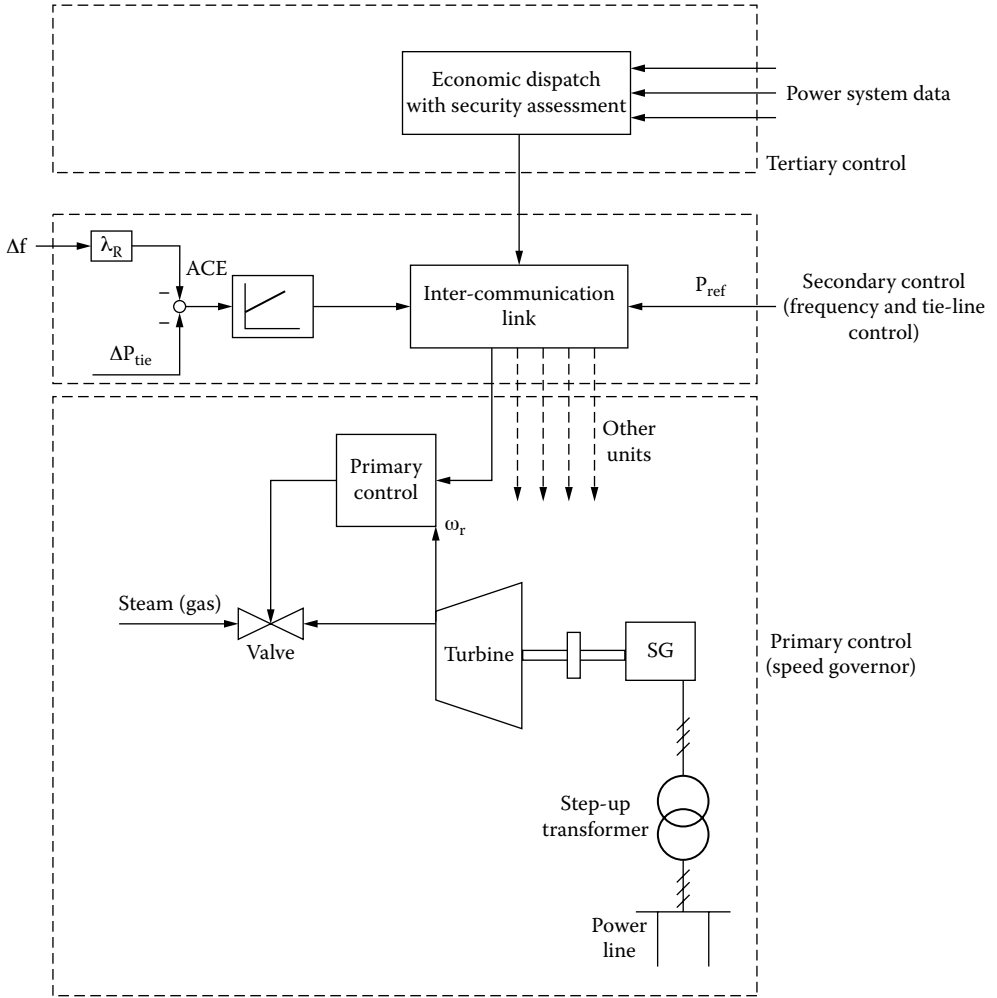 Economic dispatch
with security assessment
Power system data
Tertiary control
Δf
λR
ACE
−
−
ΔPtie
Inter-communication
link
Pref
Secondary control
(frequency and tie-line
control)
Other
units
Primary
control
ωr
Steam (gas)
Valve
Turbine
SG
Primary control
(speed governor)
Step-up
transformer
Power
line